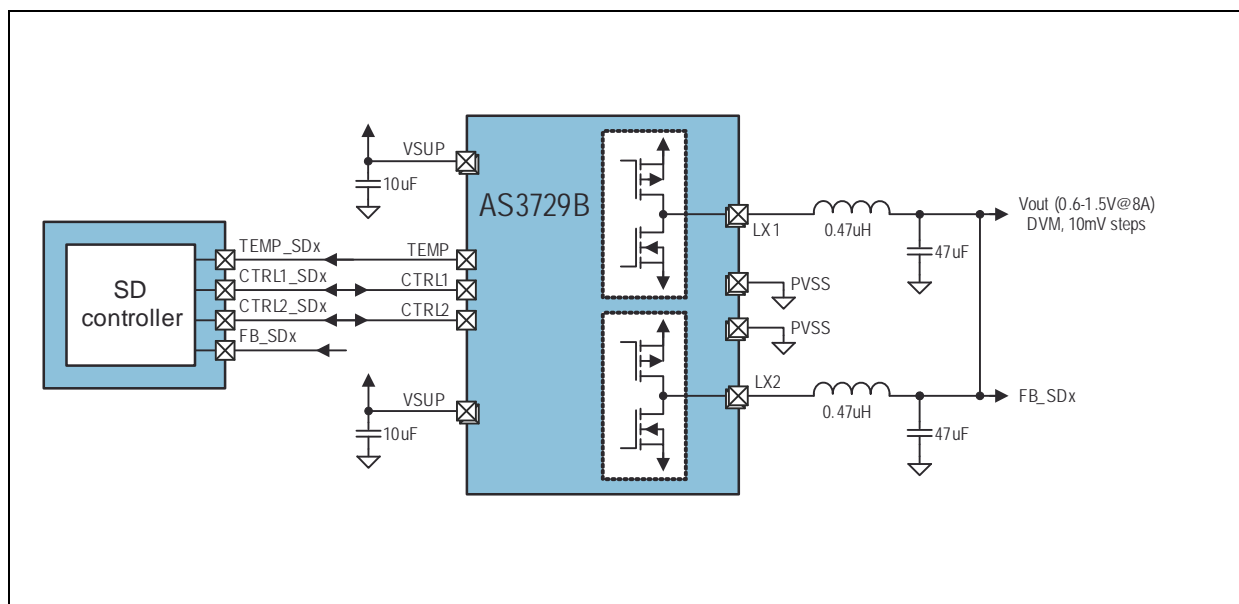 VSUP
10uF
AS3729B
LX1
0.47uH
Vout (0.6-1.5V@8A)
DVM, 10mV steps
47uF
SD
controller
TEMP_SDx
CTRL1_SDx
CTRL2_SDx
FB_SDx
TEMP
CTRL1
CTRL2
PVSS
PVSS
VSUP
10uF
LX2
0.47uH
FB_SDx
47uF